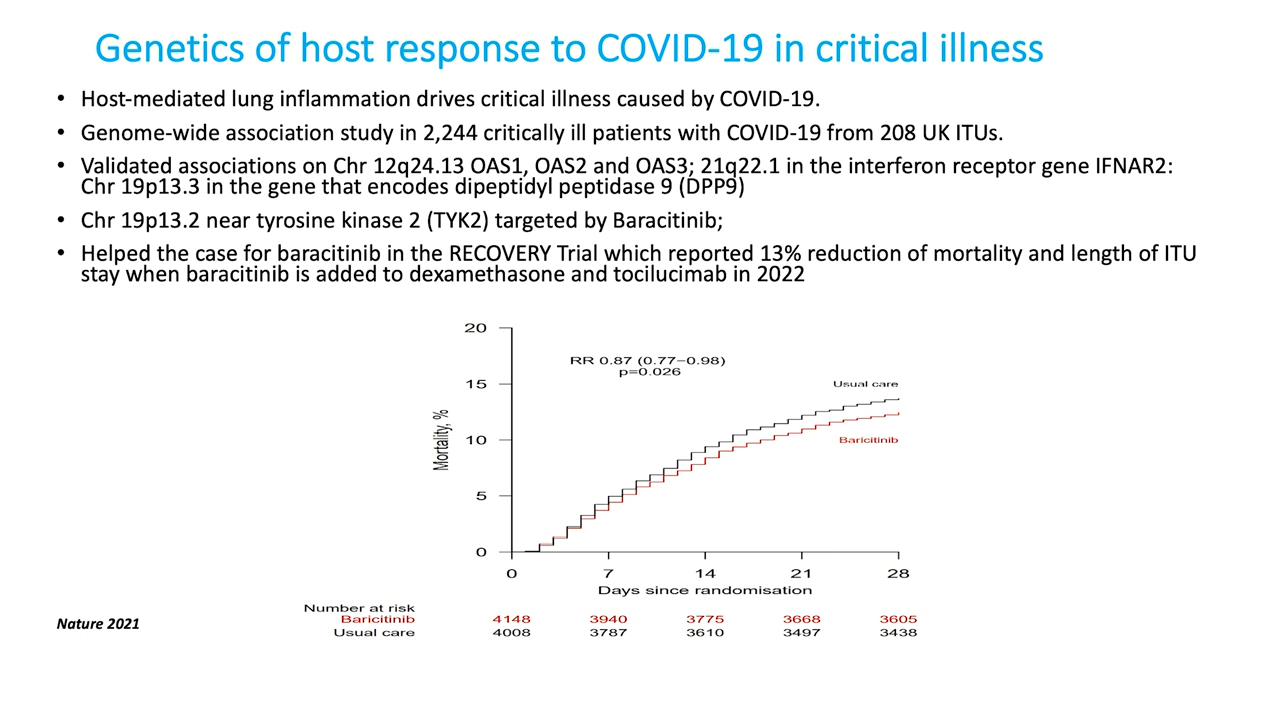 Genetics of host response to COVID-19 in critical illness
• Host-mediated lung inflammation drives critical illness caused by COVID-19.
• Genome-wide association study in 2,244 critically ill patients with COVID-19 from 208 UK ITUs.
• Validated associations on Chr 12q24.13 OAS1, OAS2 and OAS3; 21q22.1 in the interferon receptor gene IFNAR2:
Chr 19p13.3 in the gene that encodes dipeptidyl peptidase 9 (DPP9)
• Chr 19p13.2 near tyrosine kinase 2 (TYK2) targeted by Baracitinib;
• Helped the case for baracitinib in the RECOVERY Trial which reported 13% reduction of mortality and length of ITU
stay when baracitinib is added to dexamethasone and tocilucimab in 2022
20
15
10
5
0
Mortality, %
RR 0.87 (0.77–0.98)
p=0.026
Usual care
Baricitinib
0 7 14 21 28
Days since randomisation
Number at risk
Baricitinib 4148 3940 3775 3668 3605
Usual care 4008 3787 3610 3497 3438
Nature 2021